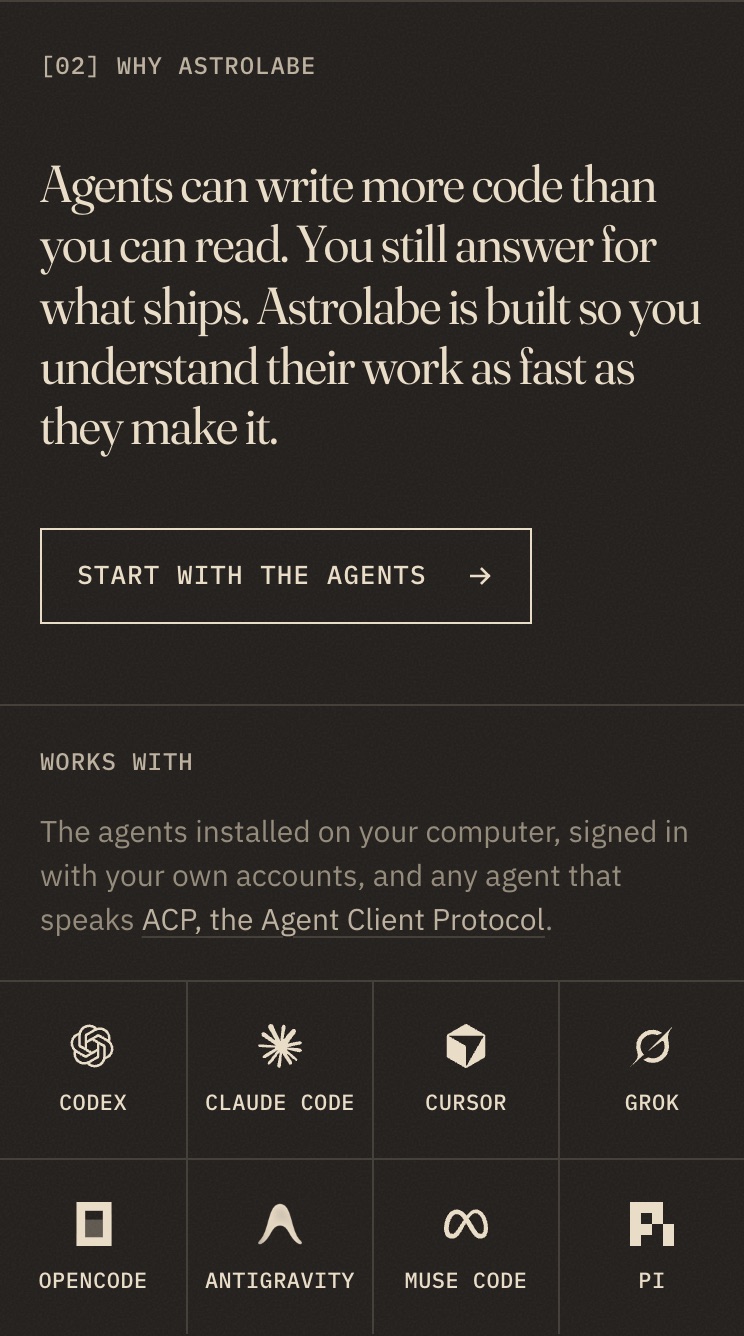 [02] WHY ASTROLABE
Agents can write more code than
you can read. You still answer for
what ships. Astrolabe is built so you
understand their work as fast as
they make it.
START WITH THE AGENTS →
WORKS WITH
The agents installed on your computer, signed in
with your own accounts, and any agent that
speaks ACP, the Agent Client Protocol.
CODEX
CLAUDE CODE
CURSOR
GROK
OPENCODE
ANTIGRAVITY
MUSE CODE
PI